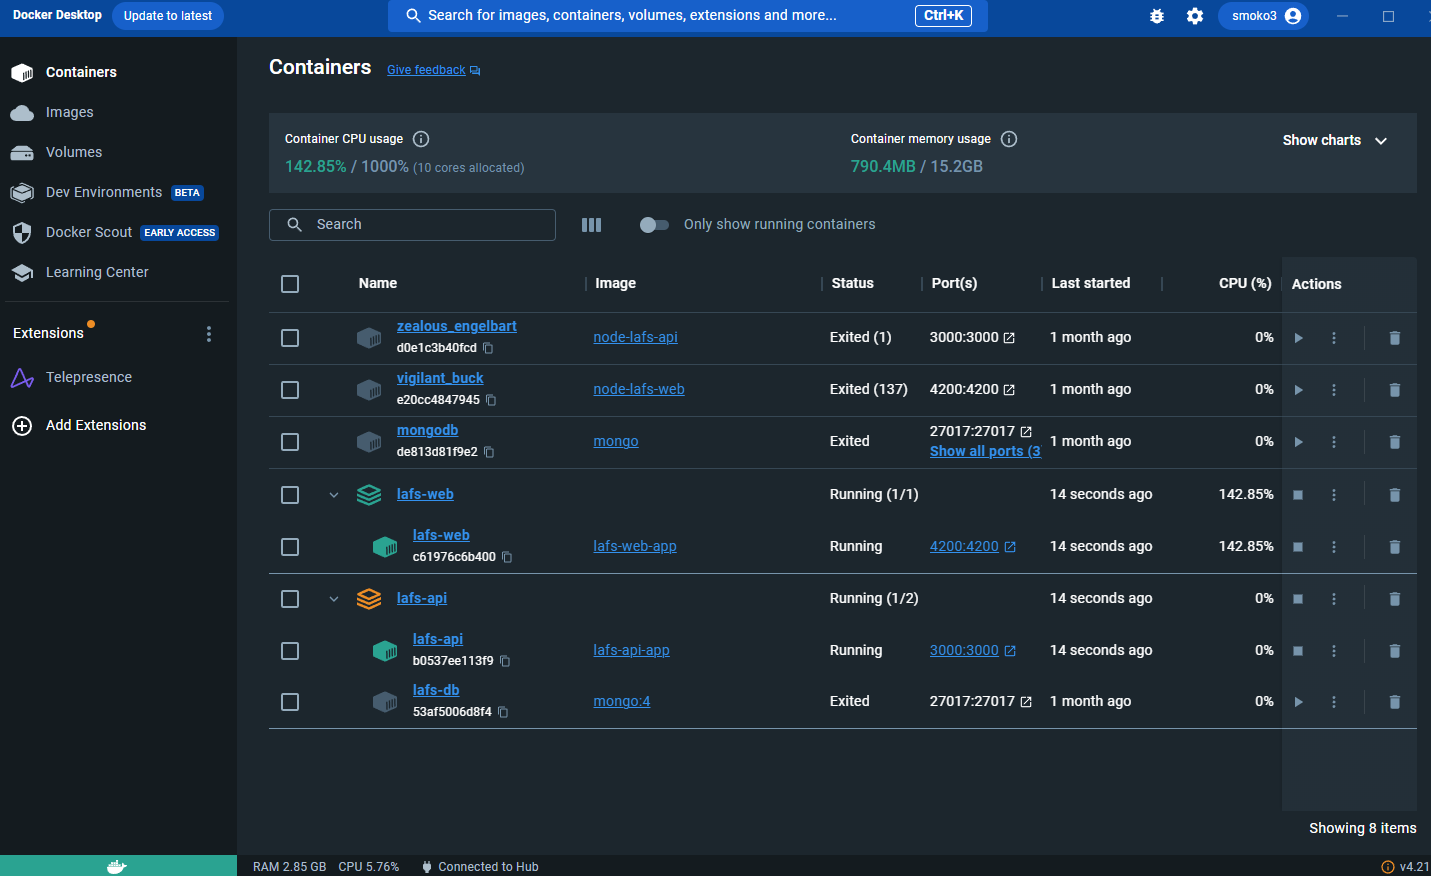 Docker Desktop
Update to latest
Search for images, containers, volumes, extensions and more...
Ctrl+K
smoko3
Containers
Images
Volumes
Dev Environments BETA
Docker Scout EARLY ACCESS
Learning Center
Extensions
Telepresence
Add Extensions
Containers
Give feedback
Container CPU usage
142.85% / 1000% (10 cores allocated)
Container memory usage
790.4MB / 15.2GB
Show charts
Search
Only show running containers
Name Image Status Port(s) Last started CPU (%) Actions
zealous_engelbart
d0e1c3b40fcd
node-lafs-api Exited (1) 3000:3000 1 month ago 0%
vigilant_buck
e20cc4847945
node-lafs-web Exited (137) 4200:4200 1 month ago 0%
mongodb
de813d81f9e2
mongo Exited 27017:27017 1 month ago 0%
Show all ports (3
lafs-web Running (1/1) 14 seconds ago 142.85%
lafs-web
c61976c6b400
lafs-web-app Running 4200:4200 14 seconds ago 142.85%
lafs-api Running (1/2) 14 seconds ago 0%
lafs-api
b0537ee113f9
lafs-api-app Running 3000:3000 14 seconds ago 0%
lafs-db
53af5006d8f4
mongo:4 Exited 27017:27017 1 month ago 0%
Showing 8 items
RAM 2.85 GB CPU 5.76% Connected to Hub
v4.21